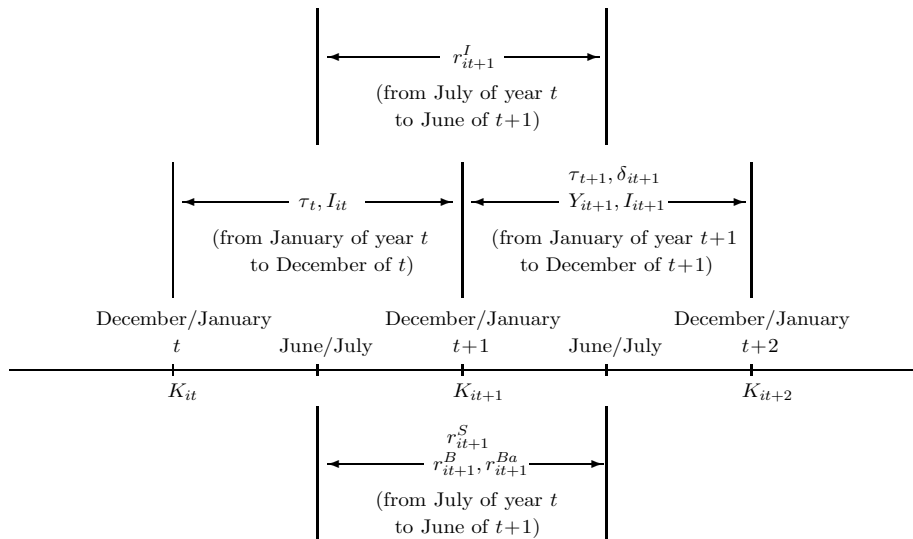 r^I_{it+1}
(from July of year t
to June of t+1)
τ_{t+1}, δ_{it+1}
τ_t, I_{it}
Y_{it+1}, I_{it+1}
(from January of year t
to December of t)
(from January of year t+1
to December of t+1)
December/January
December/January
December/January
t
June/July
t+1
June/July
t+2
K_{it}
K_{it+1}
K_{it+2}
r^S_{it+1}
r^B_{it+1}, r^{Ba}_{it+1}
(from July of year t
to June of t+1)